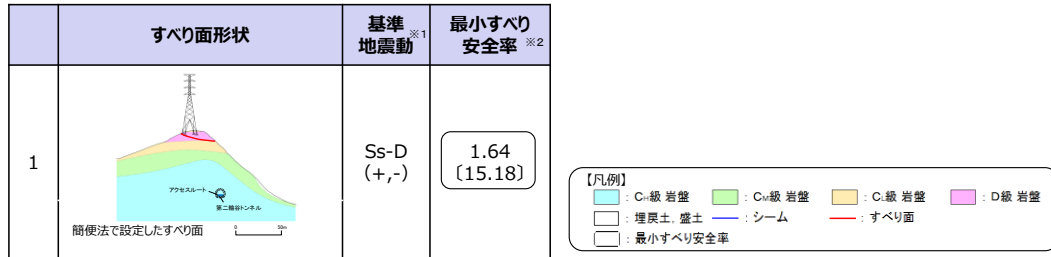 すべり面形状
基準
地震動 ※1
最小すべり
安全率 ※2
1
アクセスルート
第二輪谷トンネル
簡便法で設定したすべり面
0 50m
Ss-D
(+,-)
1.64
〔15.18〕
【凡例】
：CH級 岩盤 ：CM級 岩盤 ：CL級 岩盤 ：D級 岩盤
：埋戻土, 盛土 ：シーム ：すべり面
：最小すべり安全率